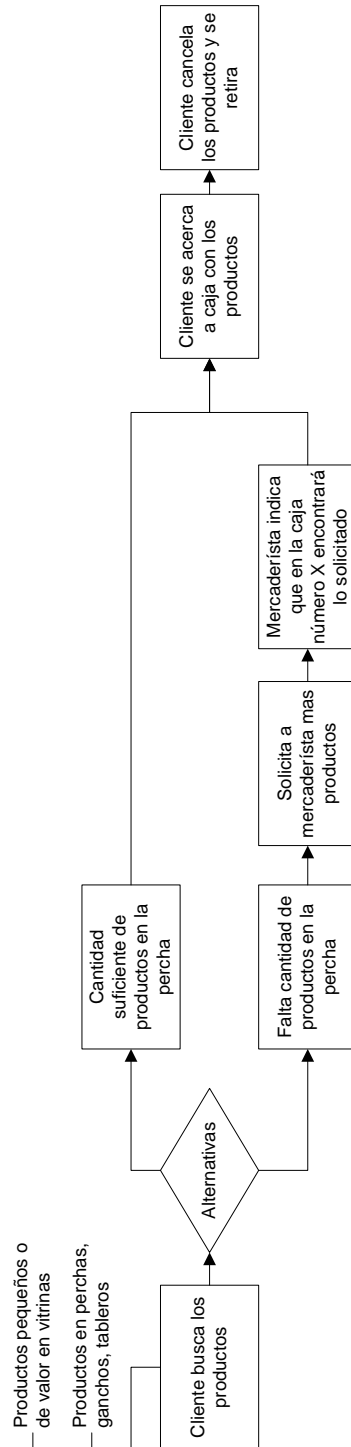 Productos pequeños o
de valor en vitrinas
Productos en perchas,
ganchos, tableros
Cliente busca los
productos
Alternativas
Cantidad
suficiente de
productos en la
percha
Falta cantidad de
productos en la
percha
Solicita a
mercaderísta mas
productos
Mercaderísta indica
que en la caja
número X encontrará
lo solicitado
Cliente se acerca
a caja con los
productos
Cliente cancela
los productos y se
retira